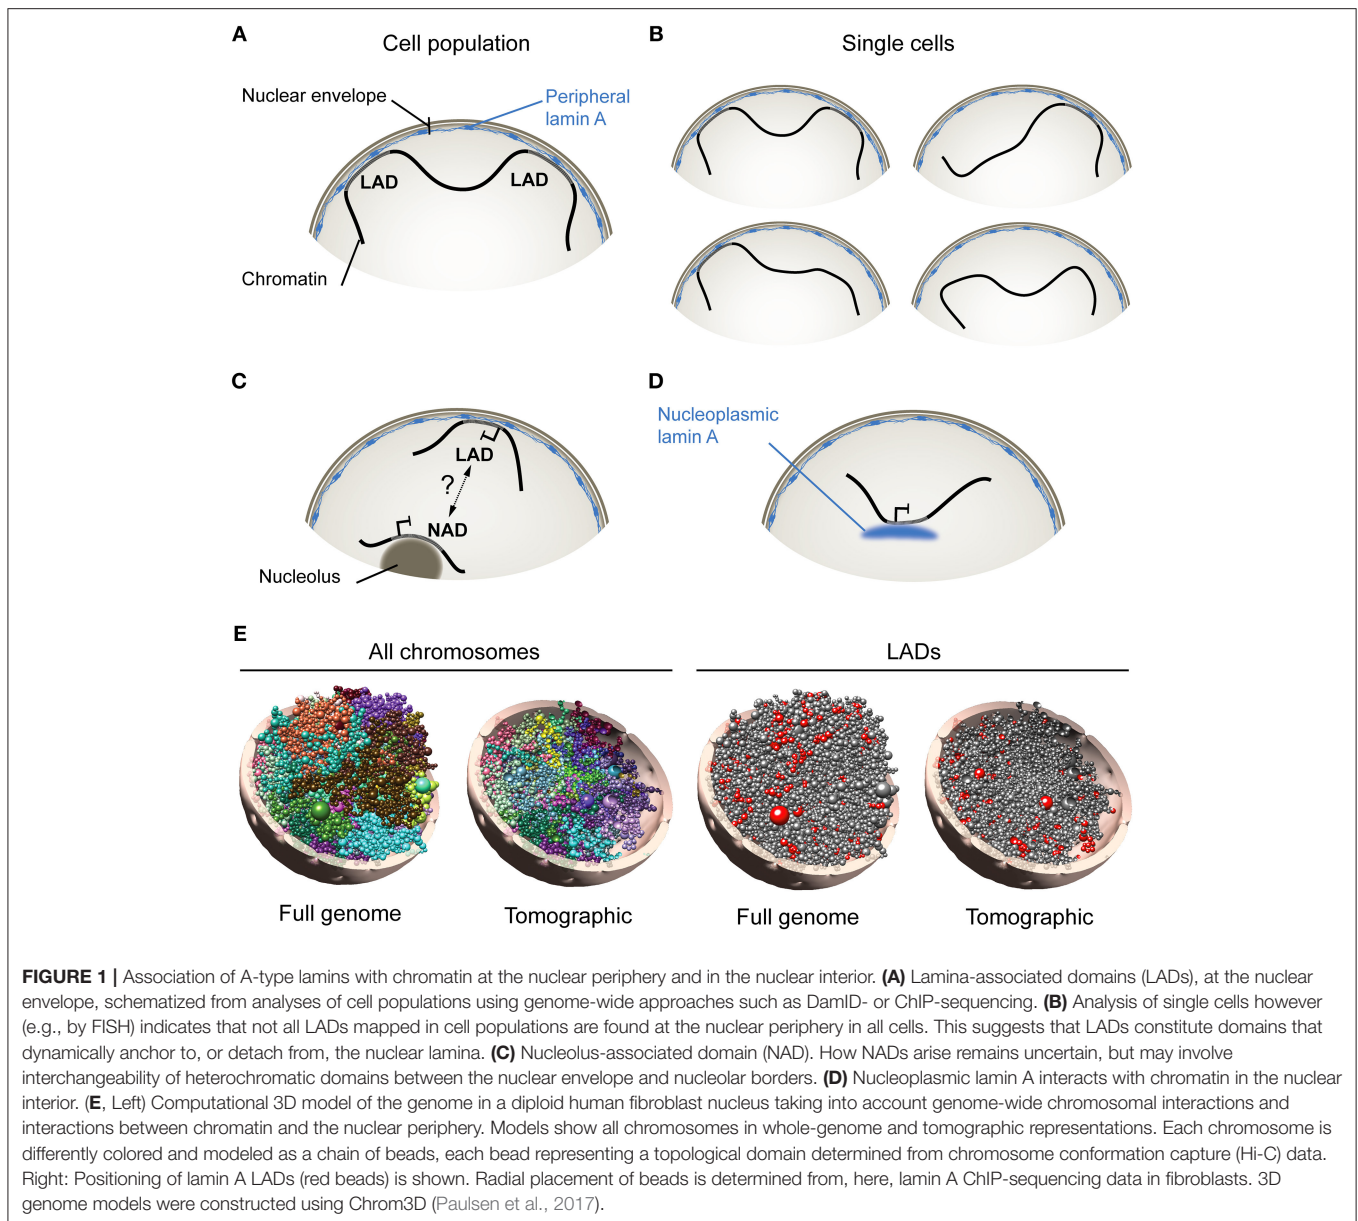 A
Cell population
B
Single cells
Nuclear envelope
Peripheral
lamin A
LAD
LAD
Chromatin
C
D
Nucleoplasmic
lamin A
LAD
?
NAD
Nucleolus
E
All chromosomes
LADs
Full genome
Tomographic
Full genome
Tomographic
FIGURE 1 | Association of A-type lamins with chromatin at the nuclear periphery and in the nuclear interior. (A) Lamina-associated domains (LADs), at the nuclear
envelope, schematized from analyses of cell populations using genome-wide approaches such as DamID- or ChIP-sequencing. (B) Analysis of single cells however
(e.g., by FISH) indicates that not all LADs mapped in cell populations are found at the nuclear periphery in all cells. This suggests that LADs constitute domains that
dynamically anchor to, or detach from, the nuclear lamina. (C) Nucleolus-associated domain (NAD). How NADs arise remains uncertain, but may involve
interchangeability of heterochromatic domains between the nuclear envelope and nucleolar borders. (D) Nucleoplasmic lamin A interacts with chromatin in the nuclear
interior. (E, Left) Computational 3D model of the genome in a diploid human fibroblast nucleus taking into account genome-wide chromosomal interactions and
interactions between chromatin and the nuclear periphery. Models show all chromosomes in whole-genome and tomographic representations. Each chromosome is
differently colored and modeled as a chain of beads, each bead representing a topological domain determined from chromosome conformation capture (Hi-C) data.
Right: Positioning of lamin A LADs (red beads) is shown. Radial placement of beads is determined from, here, lamin A ChIP-sequencing data in fibroblasts. 3D
genome models were constructed using Chrom3D (Paulsen et al., 2017).